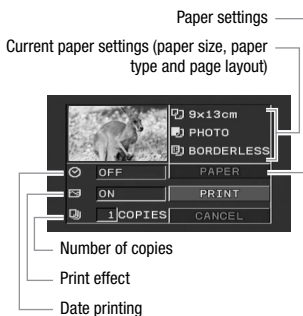 Paper settings
Current paper settings (paper size, paper
type and page layout)
9x13cm
PHOTO
BORDERLESS
OFF
PAPER
ON
PRINT
1 COPIES
CANCEL
Number of copies
Print effect
Date printing